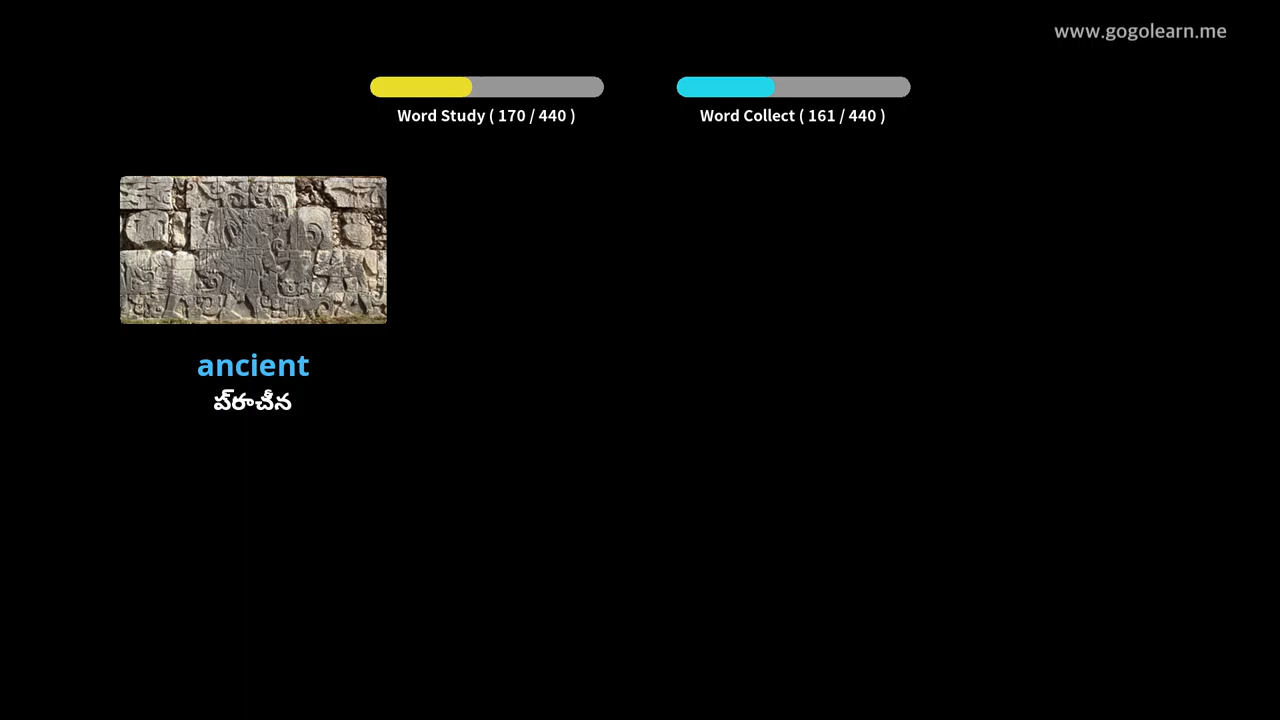 www.gogolearn.me
Word Study ( 170 / 440 )
Word Collect ( 161 / 440 )
ancient
ప్రాచీన